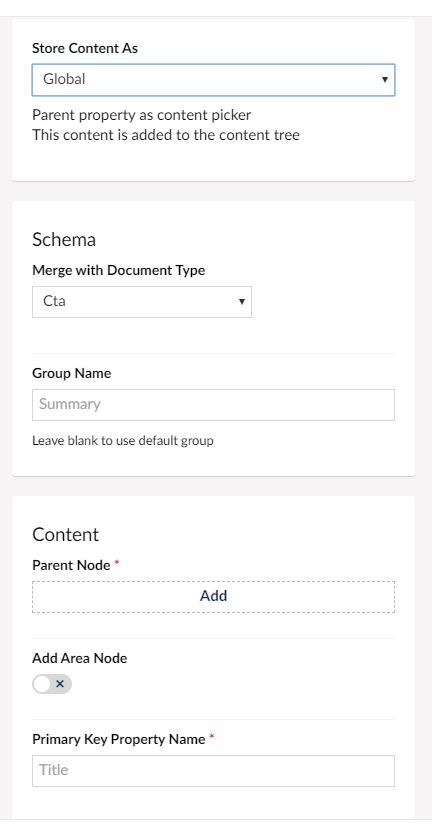 Store Content As
Global
Parent property as content picker
This content is added to the content tree
Schema
Merge with Document Type
Cta
Group Name
Summary
Leave blank to use default group
Content
Parent Node *
Add
Add Area Node
Primary Key Property Name *
Title